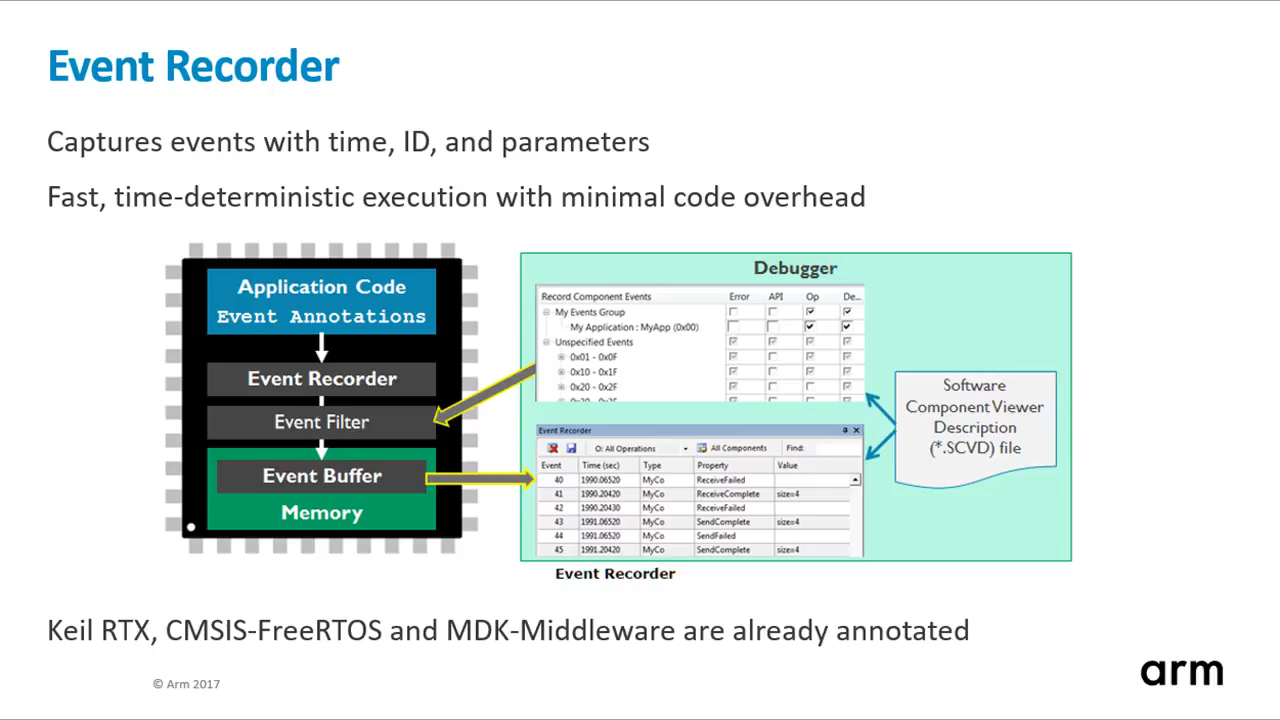 Event Recorder
Captures events with time, ID, and parameters
Fast, time-deterministic execution with minimal code overhead
Application Code
Event Annotations
Event Recorder
Event Filter
Event Buffer
Memory
Debugger
Record Component Events Error API Op De...
My Events Group
My Application : MyApp (0x00)
Unspecified Events
0x01 - 0x0F
0x10 - 0x1F
0x20 - 0x2F
Event Recorder
O: All Operations All Components Find:
Event Time (sec) Type Property Value
40 1990.06520 MyCo ReceiveFailed
41 1990.20420 MyCo ReceiveComplete size=4
42 1990.20430 MyCo ReceiveFailed
43 1991.06520 MyCo SendComplete size=4
44 1991.06520 MyCo SendFailed
45 1991.20420 MyCo SendComplete size=4
Event Recorder
Software
Component Viewer
Description
(*.SCVD) file
Keil RTX, CMSIS-FreeRTOS and MDK-Middleware are already annotated
© Arm 2017
arm